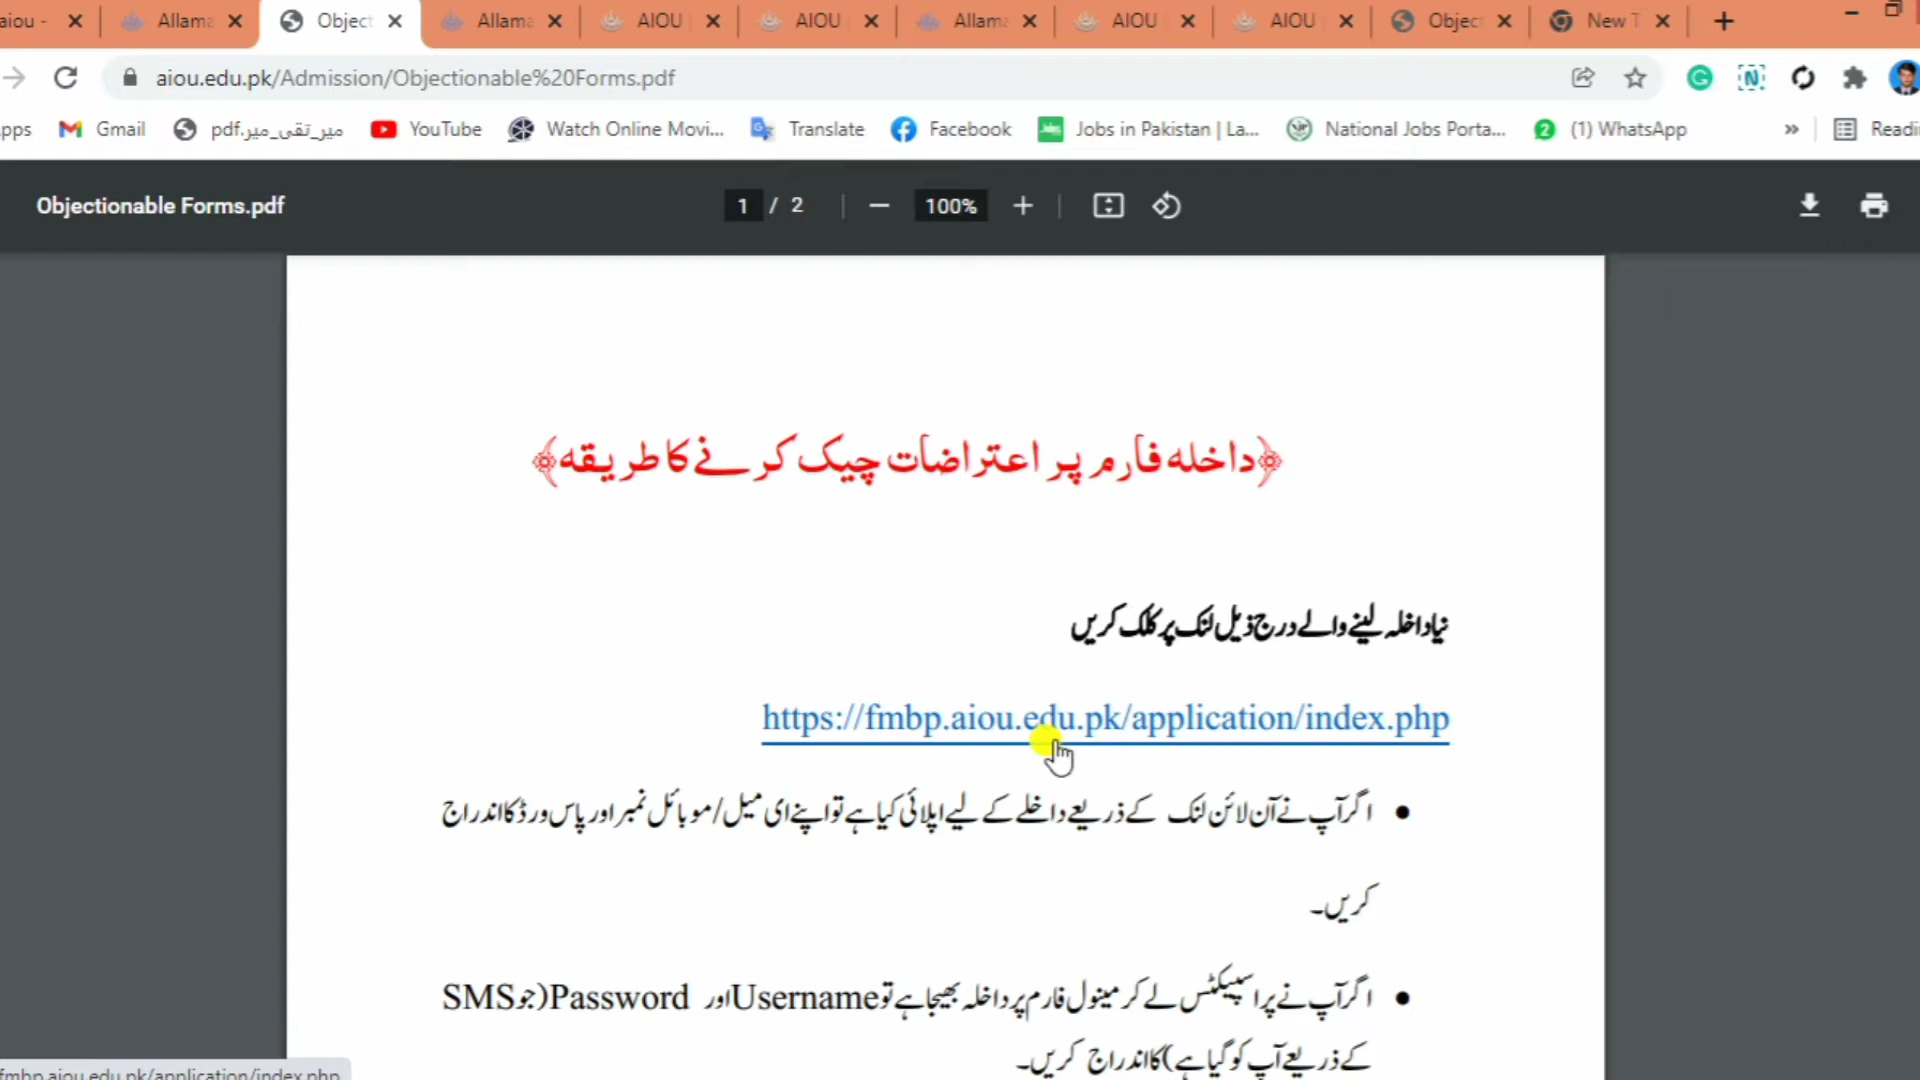 aiou -
Allama
Object
Allama
AIOU
AIOU
Allama
AIOU
AIOU
Object
New T
aiou.edu.pk/Admission/Objectionable%20Forms.pdf
pps
Gmail
میر_تقی_میر.pdf
YouTube
Watch Online Movi...
Translate
Facebook
Jobs in Pakistan | La...
National Jobs Porta...
(1) WhatsApp
»
Readi
Objectionable Forms.pdf
1 / 2
100%
﴿داخلہ فارم پر اعتراضات چیک کرنے کا طریقہ﴾
نیا داخلہ لینے والے درج ذیل لنک پر کلک کریں
https://fmbp.aiou.edu.pk/application/index.php
● اگر آپ نے آن لائن لنک کے ذریعے داخلے کے لیے اپلائی کیا ہے تو اپنے ای میل/موبائل نمبر اور پاس ورڈ کا اندراج
کریں۔
● اگر آپ نے پراسپیکٹس لے کر مینول فارم پر داخلہ بھیجا ہے تو Username اور Password (جو SMS
کے ذریعے آپ کو گیا ہے) کا اندراج کریں۔
fmbp.aiou.edu.pk/application/index.php